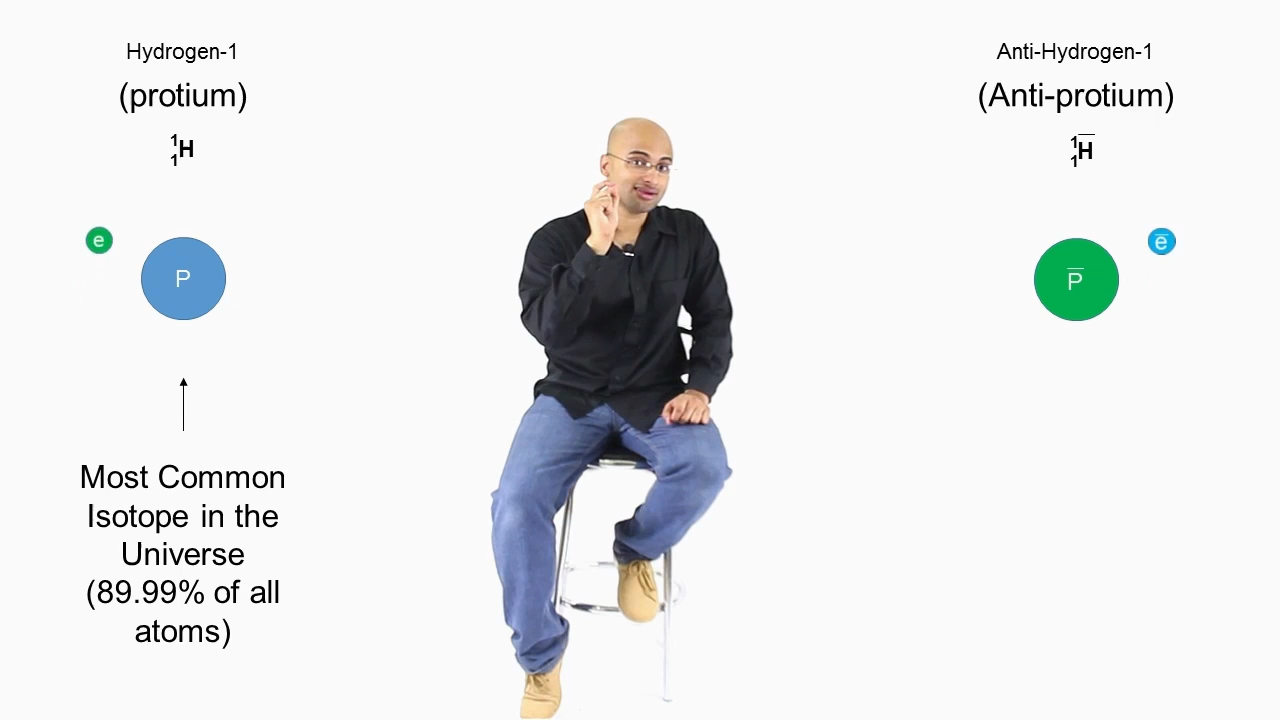 Hydrogen-1
(protium)
¹₁H
e
P
Most Common
Isotope in the
Universe
(89.99% of all
atoms)
Anti-Hydrogen-1
(Anti-protium)
¹₁H̅
P̅
e̅